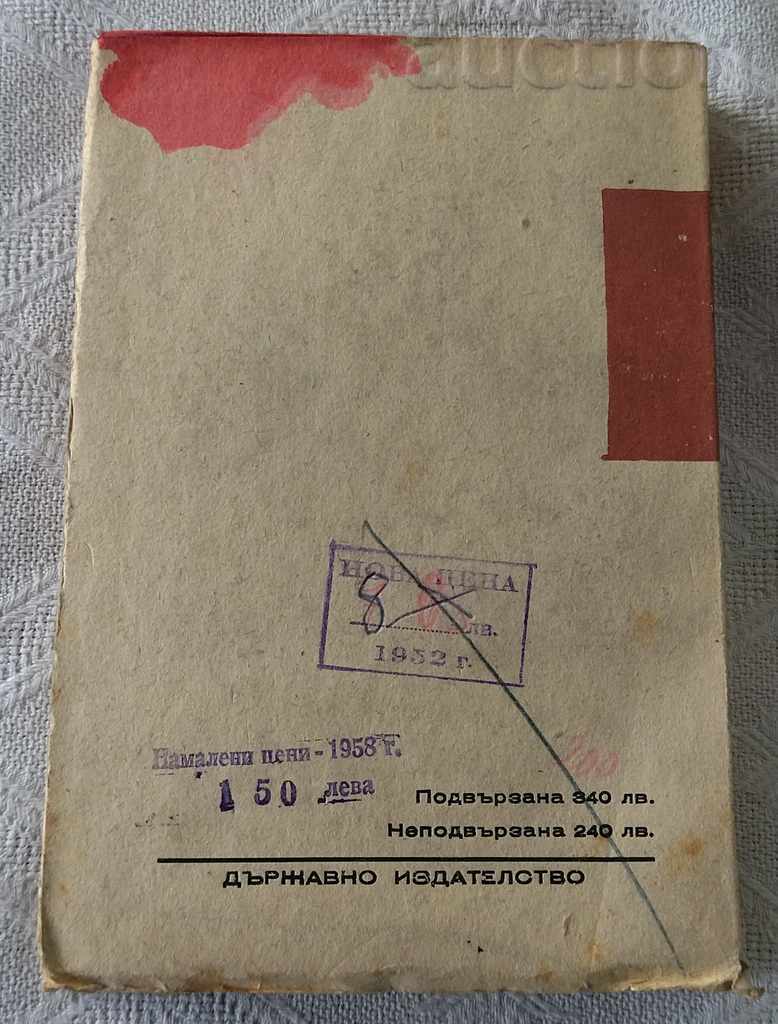 auctio
НОВА ЦЕНА
8 лв.
1952 г.
Намалени цени - 1958 г.
1 50 лева
Подвързана 340 лв.
Неподвързана 240 лв.
ДЪРЖАВНО ИЗДАТЕЛСТВО